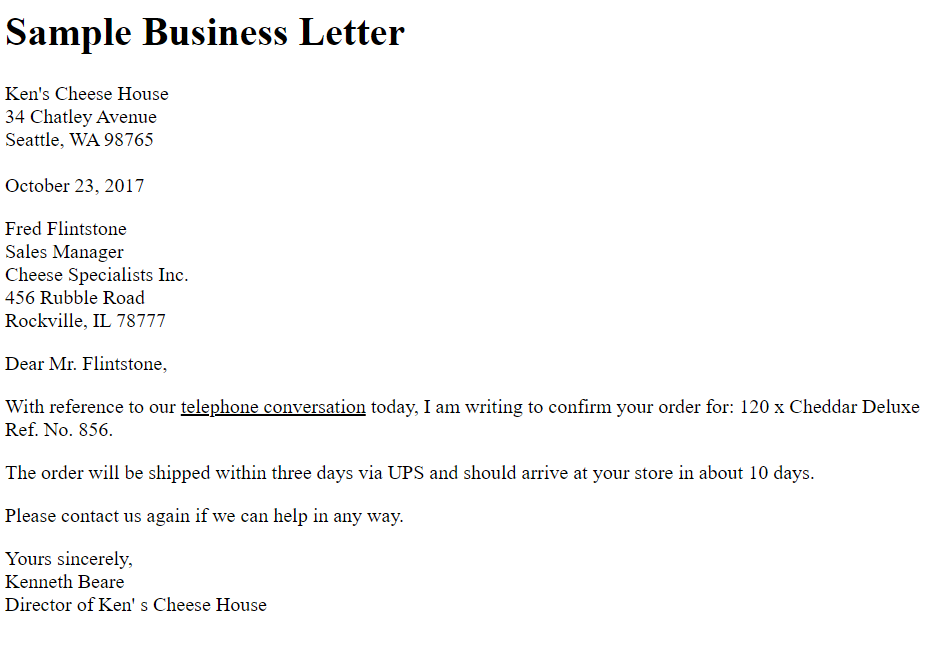 Sample Business Letter
Ken's Cheese House
34 Chatley Avenue
Seattle, WA 98765
October 23, 2017
Fred Flintstone
Sales Manager
Cheese Specialists Inc.
456 Rubble Road
Rockville, IL 78777
Dear Mr. Flintstone,
With reference to our telephone conversation today, I am writing to confirm your order for: 120 x Cheddar Deluxe
Ref. No. 856.
The order will be shipped within three days via UPS and should arrive at your store in about 10 days.
Please contact us again if we can help in any way.
Yours sincerely,
Kenneth Beare
Director of Ken' s Cheese House